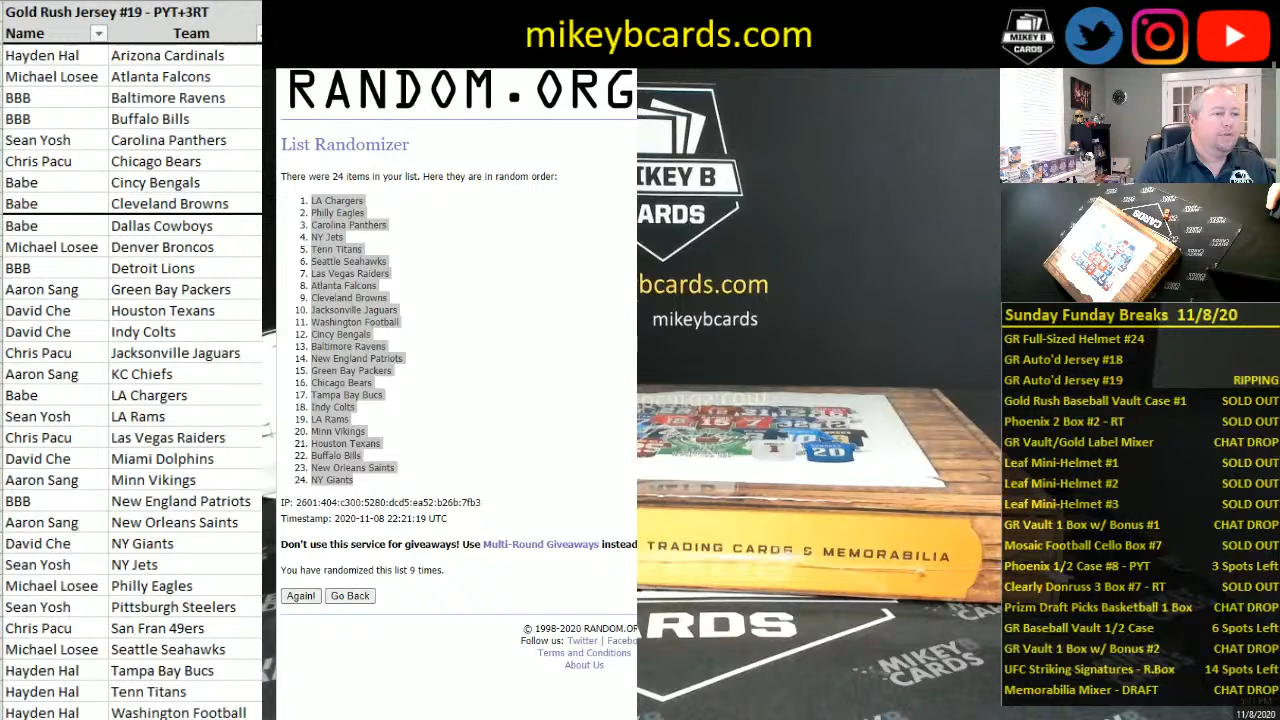 Gold Rush Jersey #19 - PYT+3RT
Name Team
Hayden Hal Arizona Cardinals
Michael Losee Atlanta Falcons
BBB Baltimore Ravens
BBB Buffalo Bills
Sean Yosh Carolina Panthers
Chris Pacu Chicago Bears
Babe Cincy Bengals
Babe Cleveland Browns
Babe Dallas Cowboys
Michael Losee Denver Broncos
BBB Detroit Lions
Aaron Sang Green Bay Packers
David Che Houston Texans
David Che Indy Colts
Chris Pacu Jacksonville Jaguars
Aaron Sang KC Chiefs
Babe LA Chargers
Sean Yosh LA Rams
Chris Pacu Las Vegas Raiders
David Che Miami Dolphins
Aaron Sang Minn Vikings
BBB New England Patriots
Aaron Sang New Orleans Saints
David Che NY Giants
Sean Yosh NY Jets
Michael Losee Philly Eagles
Sean Yosh Pittsburgh Steelers
Chris Pacu San Fran 49ers
Michael Losee Seattle Seahawks
Hayden Hal Tampa Bay Bucs
Hayden Hal Tenn Titans
Hayden Hal Washington Football
mikeybcards.com
RANDOM.ORG
List Randomizer
There were 24 items in your list. Here they are in random order:
1. LA Chargers
2. Philly Eagles
3. Carolina Panthers
4. NY Jets
5. Tenn Titans
6. Seattle Seahawks
7. Las Vegas Raiders
8. Atlanta Falcons
9. Cleveland Browns
10. Jacksonville Jaguars
11. Washington Football
12. Cincy Bengals
13. Baltimore Ravens
14. New England Patriots
15. Green Bay Packers
16. Chicago Bears
17. Tampa Bay Bucs
18. Indy Colts
19. LA Rams
20. Minn Vikings
21. Houston Texans
22. Buffalo Bills
23. New Orleans Saints
24. NY Giants
IP: 2601:404:c300:5280:dcd5:ea52:b26b:7fb3
Timestamp: 2020-11-08 22:21:19 UTC
Don't use this service for giveaways! Use Multi-Round Giveaways instead
You have randomized this list 9 times.
Again! Go Back
© 1998-2020 RANDOM.OR
Follow us: Twitter | Facebo
Terms and Conditions
About Us
IKEY B
CARDS
bcards.com
mikeybcards
20
TRADING CARDS & MEMORABILIA
ARDS
MIKEY B
CARDS
MIKEY B
CARDS
Sunday Funday Breaks 11/8/20
GR Full-Sized Helmet #24
GR Auto'd Jersey #18
GR Auto'd Jersey #19 RIPPING
Gold Rush Baseball Vault Case #1 SOLD OUT
Phoenix 2 Box #2 - RT SOLD OUT
GR Vault/Gold Label Mixer CHAT DROP
Leaf Mini-Helmet #1 SOLD OUT
Leaf Mini-Helmet #2 SOLD OUT
Leaf Mini-Helmet #3 SOLD OUT
GR Vault 1 Box w/ Bonus #1 CHAT DROP
Mosaic Football Cello Box #7 SOLD OUT
Phoenix 1/2 Case #8 - PYT 3 Spots Left
Clearly Donruss 3 Box #7 - RT SOLD OUT
Prizm Draft Picks Basketball 1 Box CHAT DROP
GR Baseball Vault 1/2 Case 6 Spots Left
GR Vault 1 Box w/ Bonus #2 CHAT DROP
UFC Striking Signatures - R.Box 14 Spots Left
Memorabilia Mixer - DRAFT CHAT DROP
11/8/2020